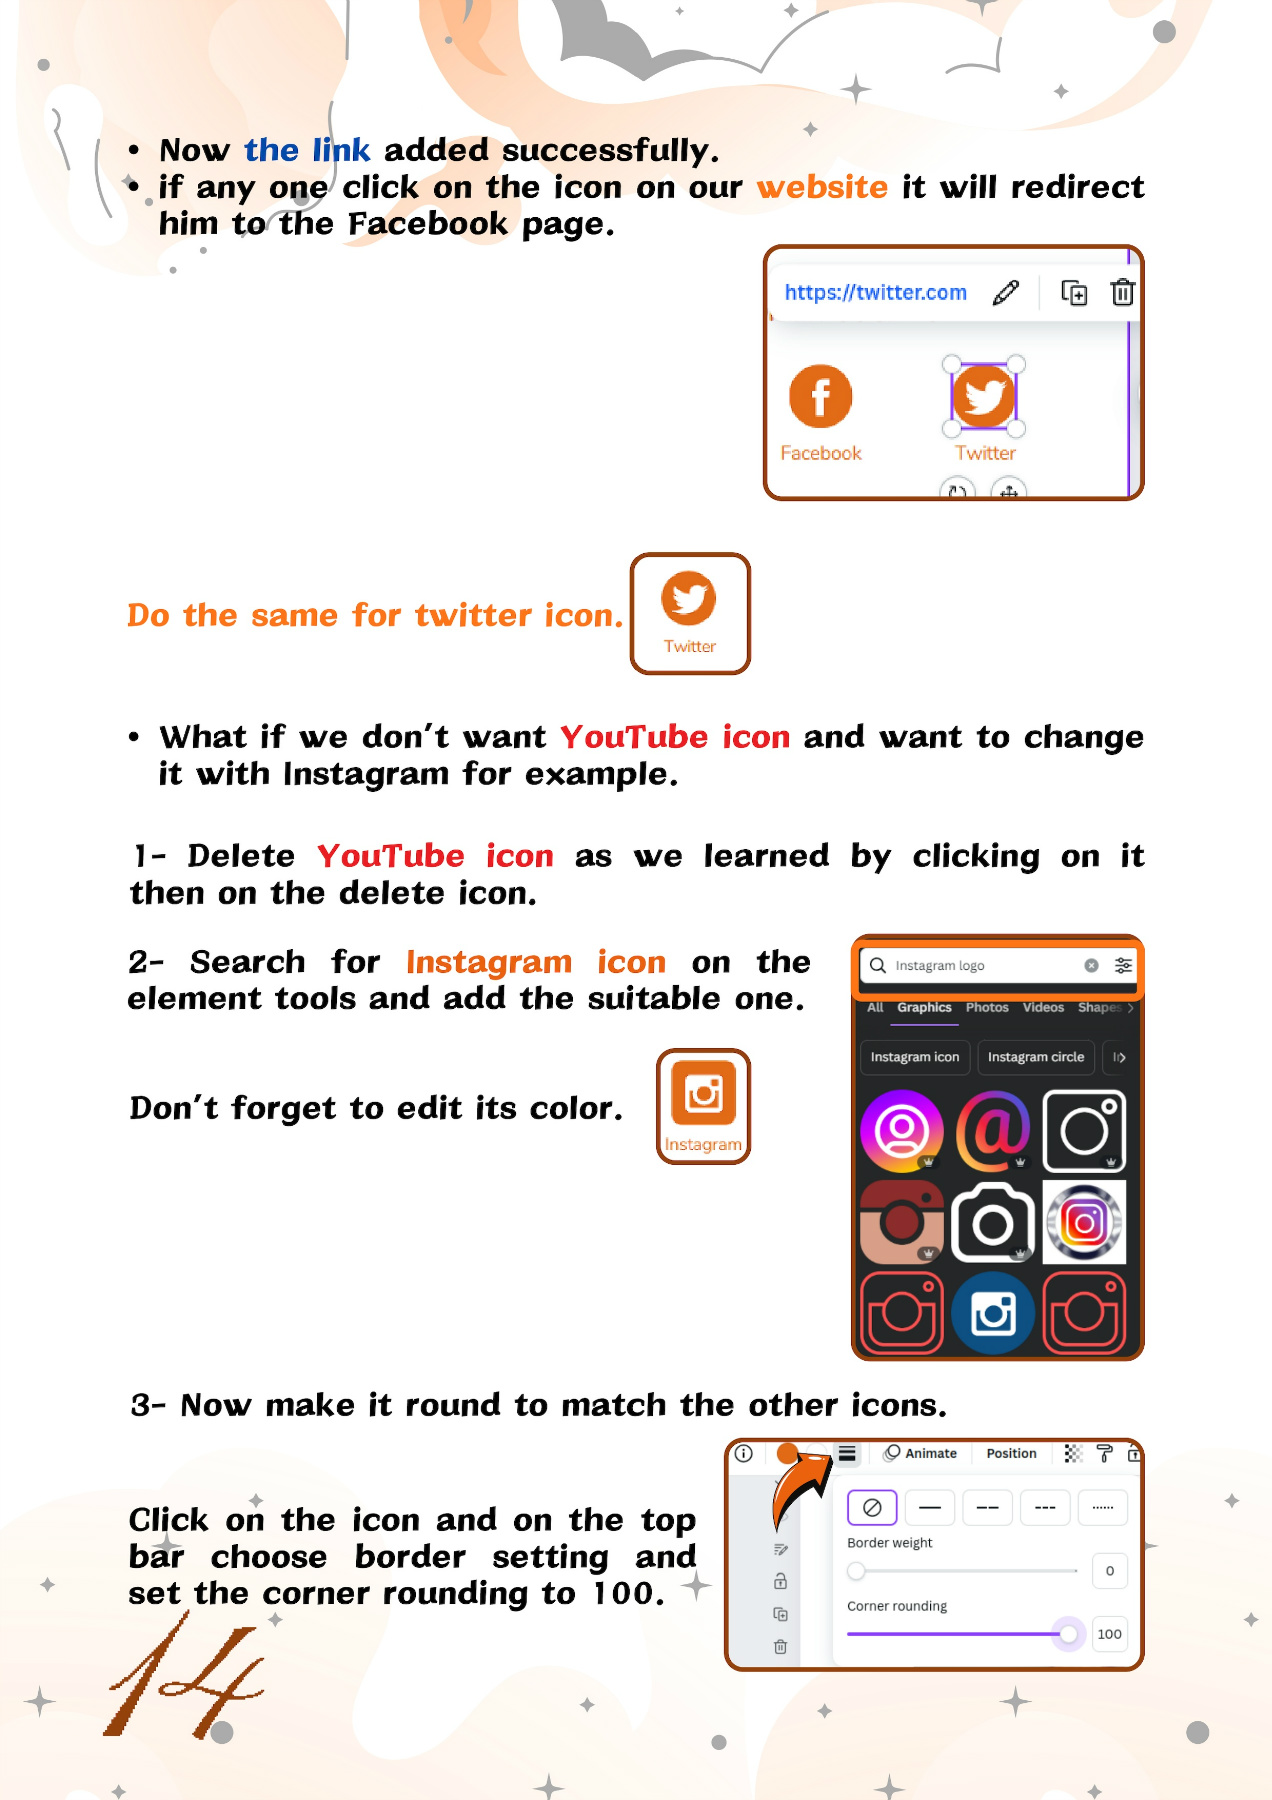 • Now the link added successfully.
• if any one click on the icon on our website it will redirect
him to the Facebook page.
https://twitter.com
Facebook
Twitter
Do the same for twitter icon.
Twitter
• What if we don't want YouTube icon and want to change
it with Instagram for example.
1- Delete YouTube icon as we learned by clicking on it
then on the delete icon.
2- Search for Instagram icon on the
element tools and add the suitable one.
Instagram logo
All Graphics Photos Videos Shapes
Instagram icon Instagram circle In
Don't forget to edit its color.
Instagram
3- Now make it round to match the other icons.
Animate Position
Border weight
0
Corner rounding
100
Click on the icon and on the top
bar choose border setting and
set the corner rounding to 100.
14